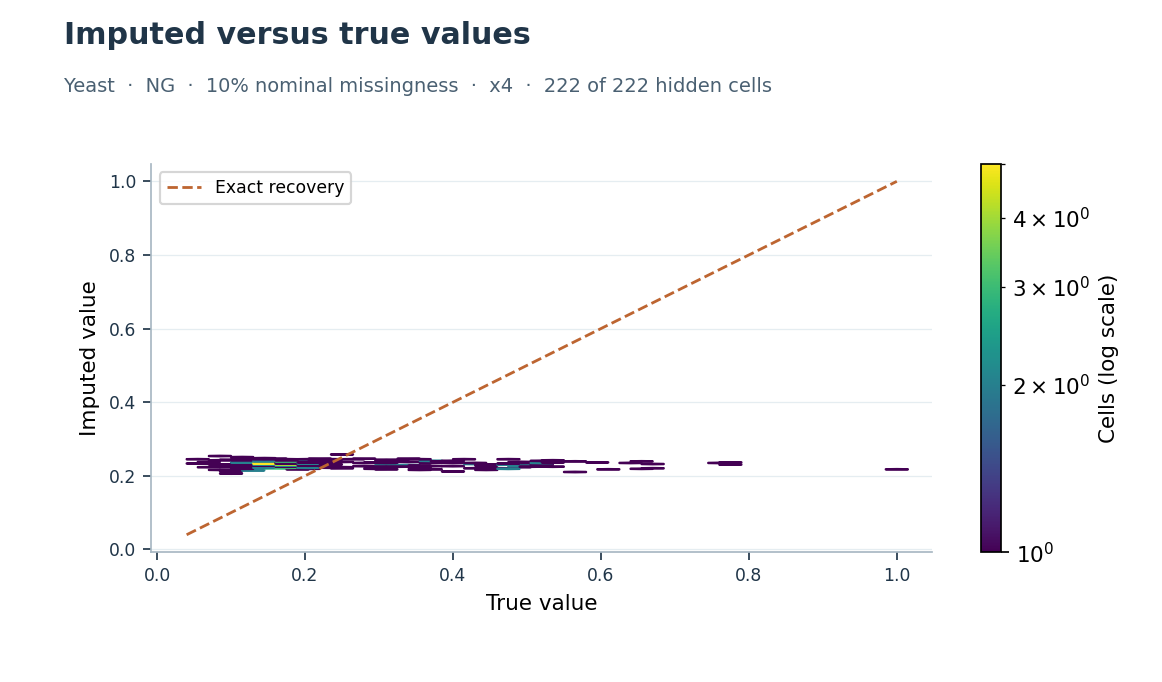 Imputed versus true values
Yeast · NG · 10% nominal missingness · x4 · 222 of 222 hidden cells
Exact recovery
1.0
0.8
0.6
0.4
0.2
0.0
Imputed value
0.0 0.2 0.4 0.6 0.8 1.0
True value
4 × 10⁰
3 × 10⁰
2 × 10⁰
10⁰
Cells (log scale)